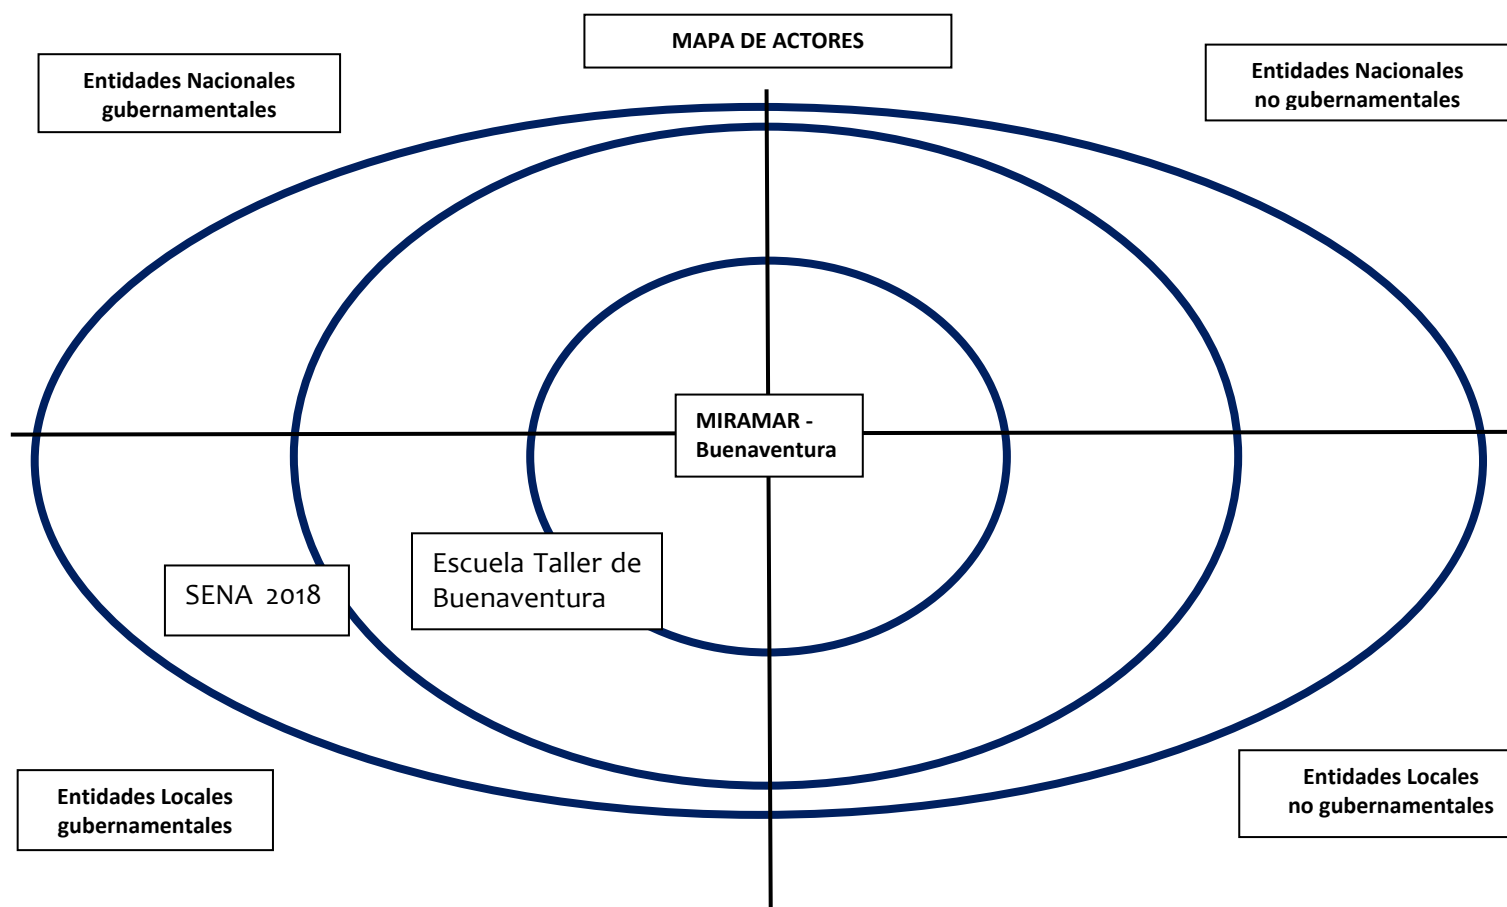 MAPA DE ACTORES
Entidades Nacionales
gubernamentales
Entidades Nacionales
no gubernamentales
MIRAMAR -
Buenaventura
Escuela Taller de
Buenaventura
SENA 2018
Entidades Locales
gubernamentales
Entidades Locales
no gubernamentales